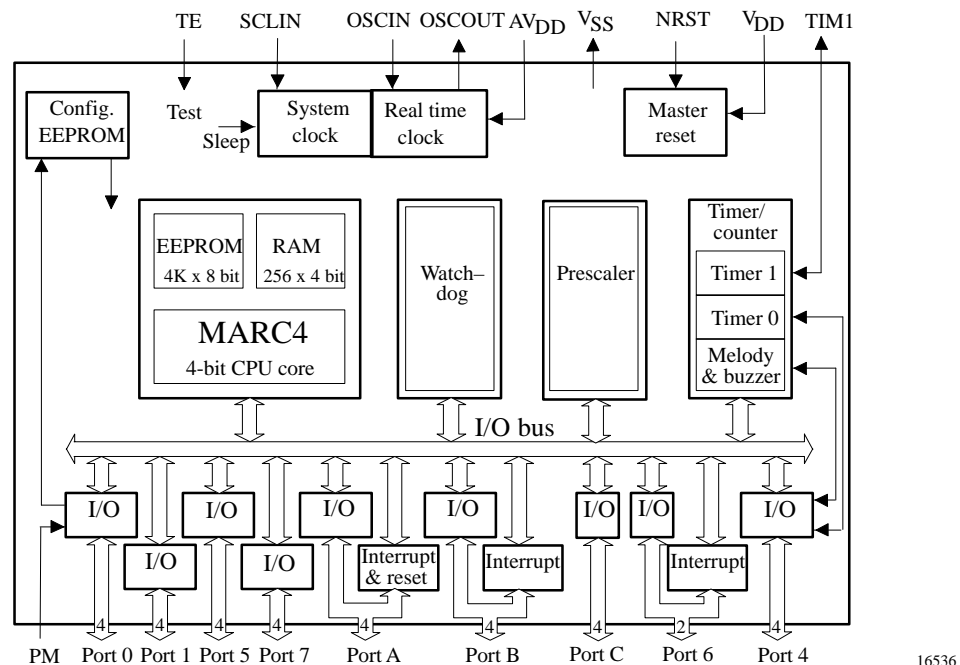 TE SCLIN OSCIN OSCOUT AVDD VSS NRST VDD TIM1
Config.
EEPROM
Test
Sleep
System
clock
Real time
clock
Master
reset
EEPROM
4K x 8 bit
RAM
256 x 4 bit
MARC4
4-bit CPU core
Watch–
dog
Prescaler
Timer/
counter
Timer 1
Timer 0
Melody
& buzzer
I/O bus
I/O I/O I/O I/O I/O I/O I/O
I/O I/O
Interrupt
& reset
Interrupt
Interrupt
4 4 4 4 4 4 4 2 4
PM Port 0 Port 1 Port 5 Port 7 Port A Port B Port C Port 6 Port 4
16536